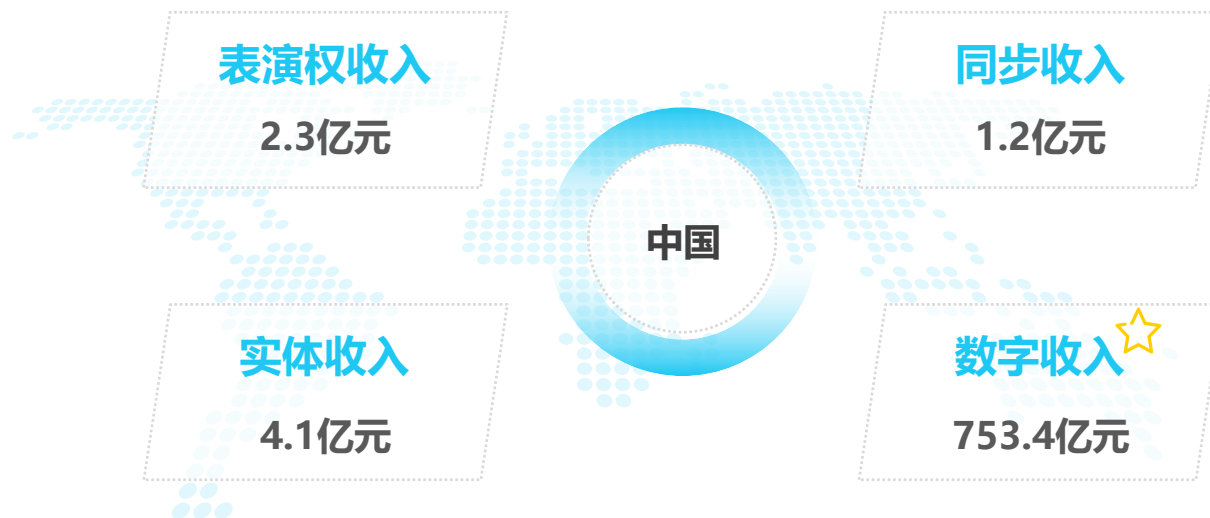 表演权收入
2.3亿元
同步收入
1.2亿元
中国
实体收入
4.1亿元
数字收入
753.4亿元